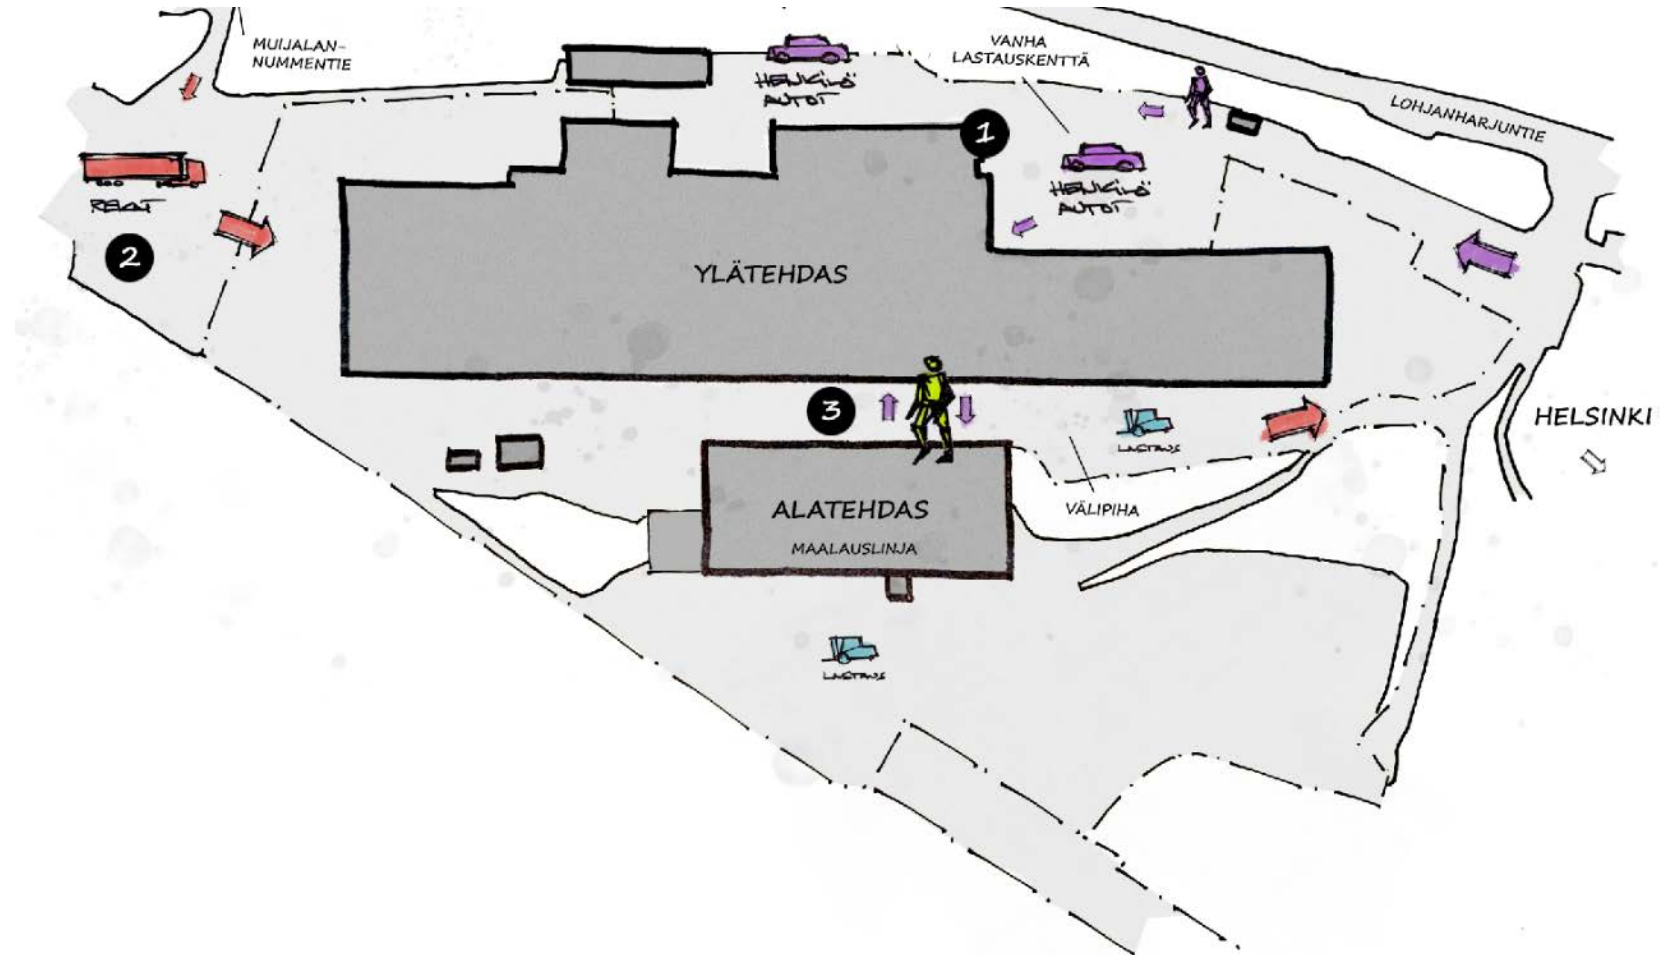 MUIJALAN-
NUMMENTIE
HENKILÖ
AUTOT
VANHA
LASTAUSKENTTÄ
LOHJANHARJUNTIE
1
HENKILÖ
AUTOT
REKAT
2
YLÄTEHDAS
3
LASTAUS
HELSINKI
VÄLIPIHA
ALATEHDAS
MAALAUSLINJA
LASTAUS